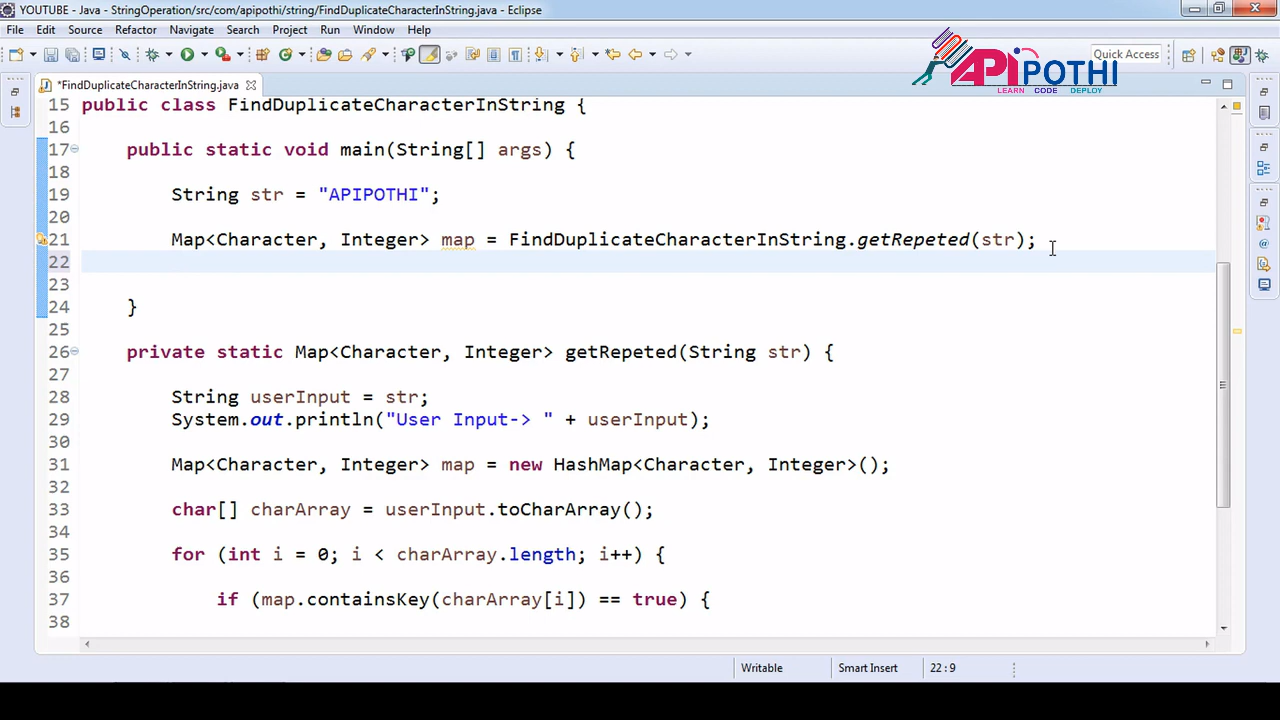 YOUTUBE - Java - StringOperation/src/com/apipothi/string/FindDuplicateCharacterInString.java - Eclipse
File Edit Source Refactor Navigate Search Project Run Window Help
Quick Access
APIPOTHI
LEARN CODE DEPLOY
*FindDuplicateCharacterInString.java
15 public class FindDuplicateCharacterInString {
16
17 public static void main(String[] args) {
18
19 String str = "APIPOTHI";
20
21 Map<Character, Integer> map = FindDuplicateCharacterInString.getRepeted(str);
22
23
24 }
25
26 private static Map<Character, Integer> getRepeted(String str) {
27
28 String userInput = str;
29 System.out.println("User Input-> " + userInput);
30
31 Map<Character, Integer> map = new HashMap<Character, Integer>();
32
33 char[] charArray = userInput.toCharArray();
34
35 for (int i = 0; i < charArray.length; i++) {
36
37 if (map.containsKey(charArray[i]) == true) {
38
Writable Smart Insert 22:9